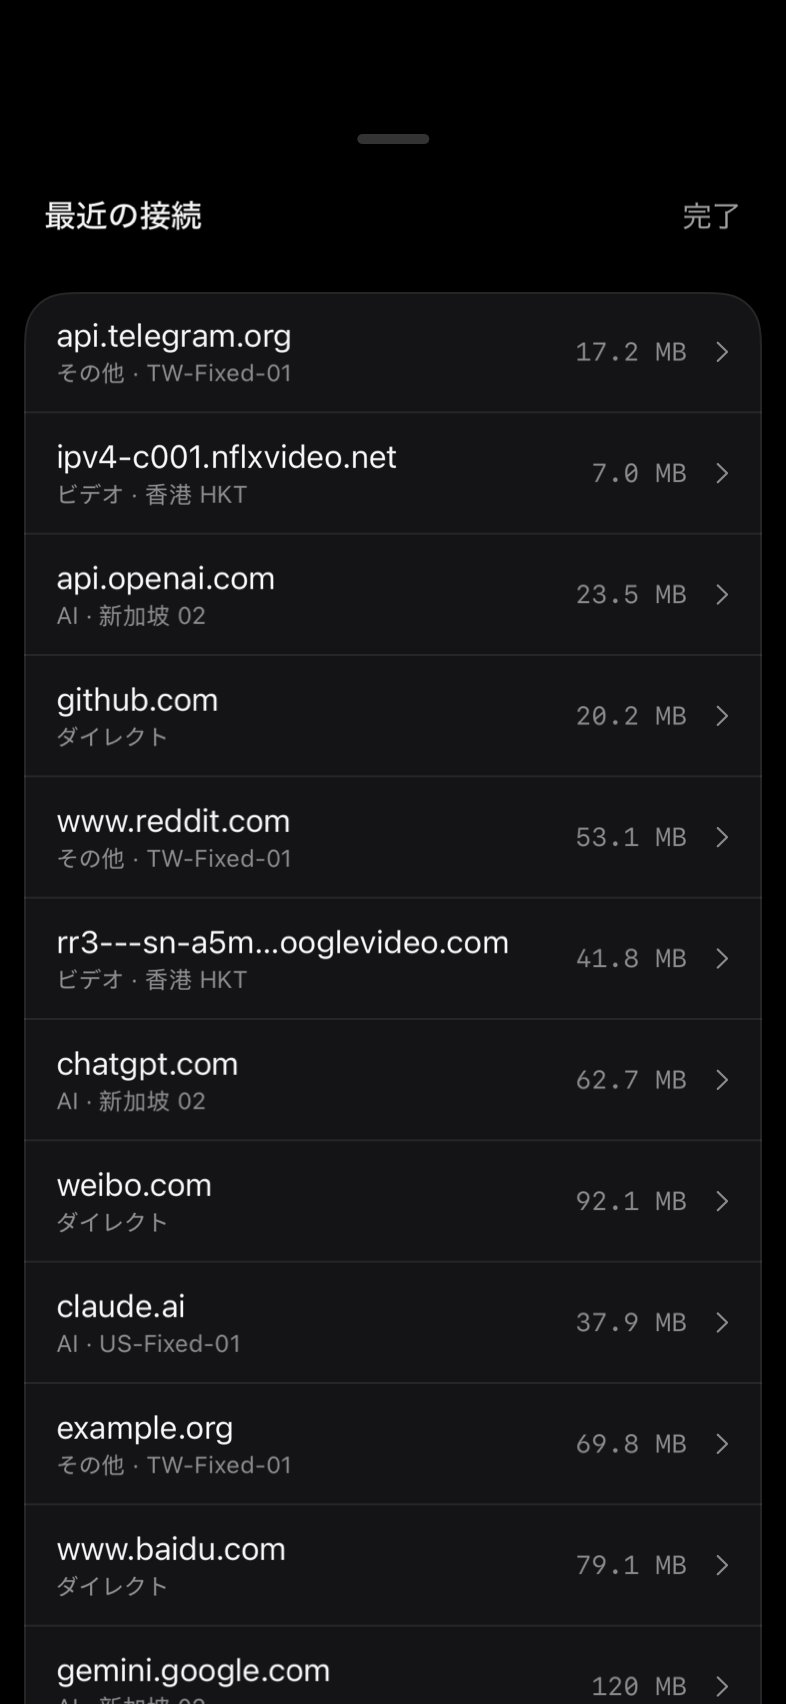 最近の接続
完了
api.telegram.org
その他 · TW-Fixed-01
17.2 MB
ipv4-c001.nflxvideo.net
ビデオ · 香港 HKT
7.0 MB
api.openai.com
AI · 新加坡 02
23.5 MB
github.com
ダイレクト
20.2 MB
www.reddit.com
その他 · TW-Fixed-01
53.1 MB
rr3---sn-a5m...ooglevideo.com
ビデオ · 香港 HKT
41.8 MB
chatgpt.com
AI · 新加坡 02
62.7 MB
weibo.com
ダイレクト
92.1 MB
claude.ai
AI · US-Fixed-01
37.9 MB
example.org
その他 · TW-Fixed-01
69.8 MB
www.baidu.com
ダイレクト
79.1 MB
gemini.google.com
120 MB